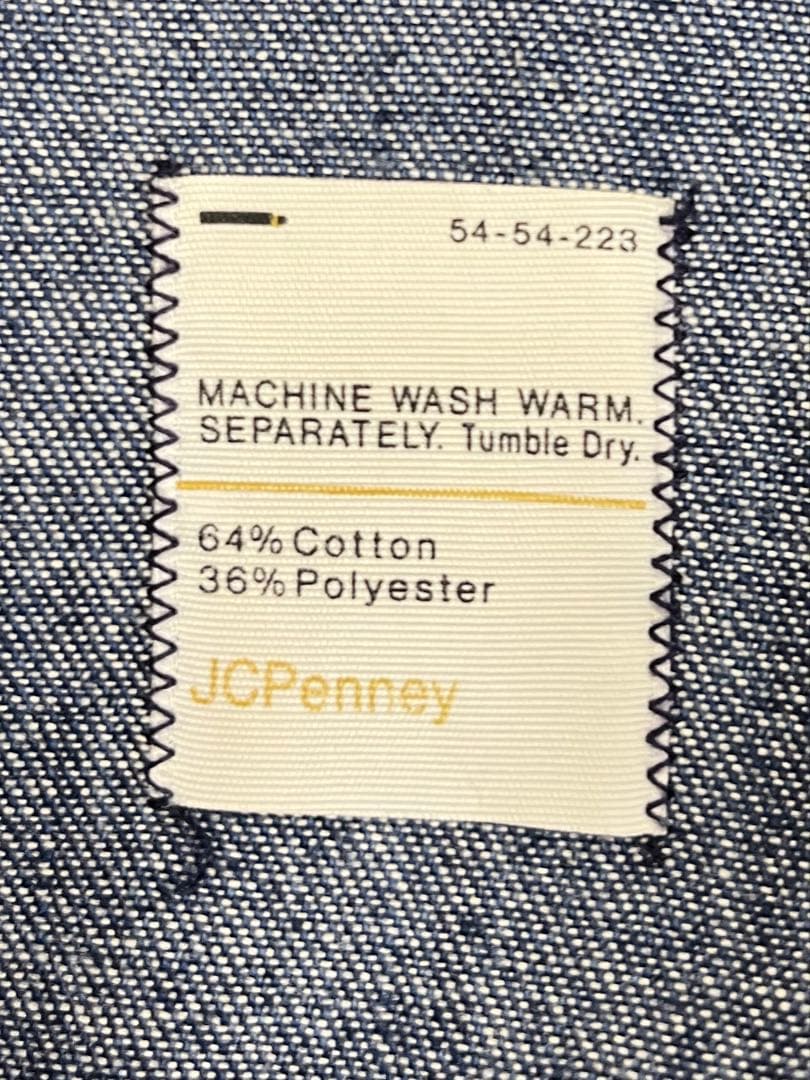 54-54-223
MACHINE WASH WARM.
SEPARATELY. Tumble Dry.
64% Cotton
36% Polyester
JCPenney